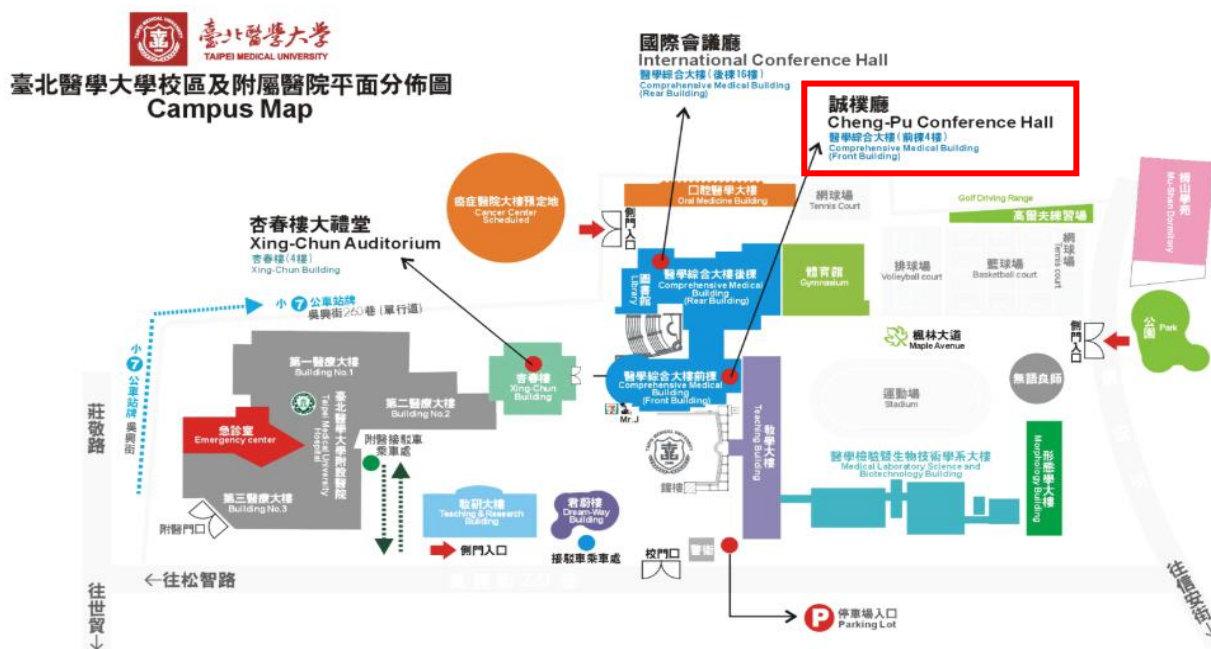 臺北醫學大學
TAIPEI MEDICAL UNIVERSITY
臺北醫學大學校區及附屬醫院平面分佈圖
Campus Map
國際會議廳
International Conference Hall
醫學綜合大樓(後棟16樓)
Comprehensive Medical Building
(Rear Building)
誠樸廳
Cheng-Pu Conference Hall
醫學綜合大樓(前棟4樓)
Comprehensive Medical Building
(Front Building)
杏春樓大禮堂
Xing-Chun Auditorium
杏春樓(4樓)
Xing-Chun Building
癌症醫院大樓預定地
Cancer Center
Scheduled
側門入口
口腔醫學大樓
Oral Medicine Building
網球場
Tennis Court
Golf Driving Range
高爾夫練習場
拇山學苑
Mu-Shan Dormitory
圖書館
Library
醫學綜合大樓後棟
Comprehensive Medical
Building
(Rear Building)
體育館
Gymnasium
排球場
Volleyball court
籃球場
Basketball court
網球場
Tennis court
公園
Park
側門入口
楓林大道
Maple Avenue
小7公車站牌
吳興街260巷(單行道)
小7公車站牌
吳興街
莊敬路
第一醫療大樓
Building No.1
第二醫療大樓
Building No.2
臺北醫學大學附設醫院
Taipei Medical University
Hospital
急診室
Emergency center
第三醫療大樓
Building No.3
附醫門口
附醫接駁車
乘車處
杏春樓
Xing-Chun
Building
醫學綜合大樓前棟
Comprehensive Medical
Building
(Front Building)
Mr.J
教學大樓
Teaching Building
鐘樓
運動場
Stadium
無語良師
醫學檢驗暨生物技術學系大樓
Medical Laboratory Science and
Biotechnology Building
形態學大樓
Morphology Building
教研大樓
Teaching & Research
Building
君蔚樓
Dream-Way
Building
側門入口
接駁車乘車處
校門口
警衛
←往松智路
往世貿
往信安街
P
停車場入口
Parking Lot